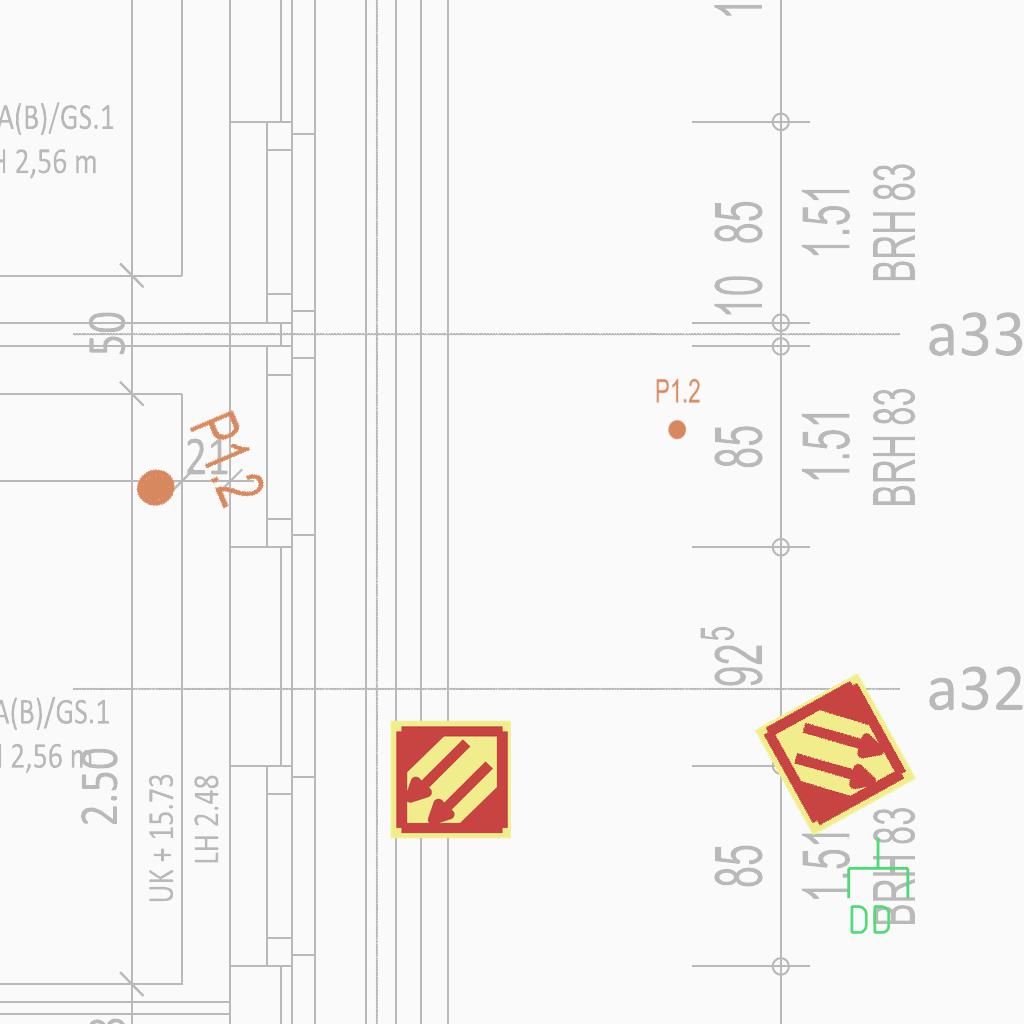 A(B)/GS.1
2,56 m
50
85
10
1.51
BRH 83
a33
P1.2
21
P1.2
85
1.51
BRH 83
92⁵
a32
A(B)/GS.1
2,56 m
2.50
UK + 15.73
LH 2.48
85
1.51
BRH 83
DD